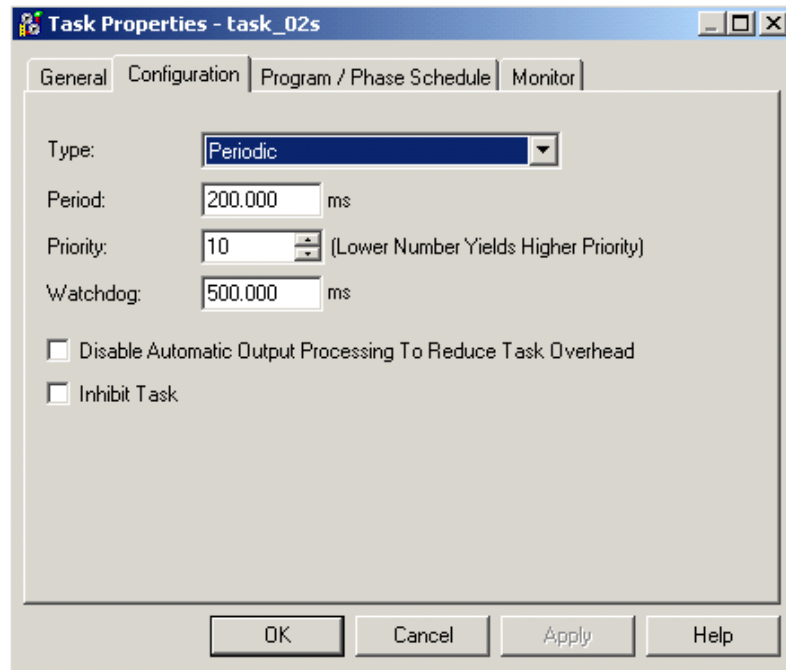 Task Properties - task_02s
General Configuration Program / Phase Schedule Monitor
Type: Periodic
Period: 200.000 ms
Priority: 10 (Lower Number Yields Higher Priority)
Watchdog: 500.000 ms
Disable Automatic Output Processing To Reduce Task Overhead
Inhibit Task
OK Cancel Apply Help